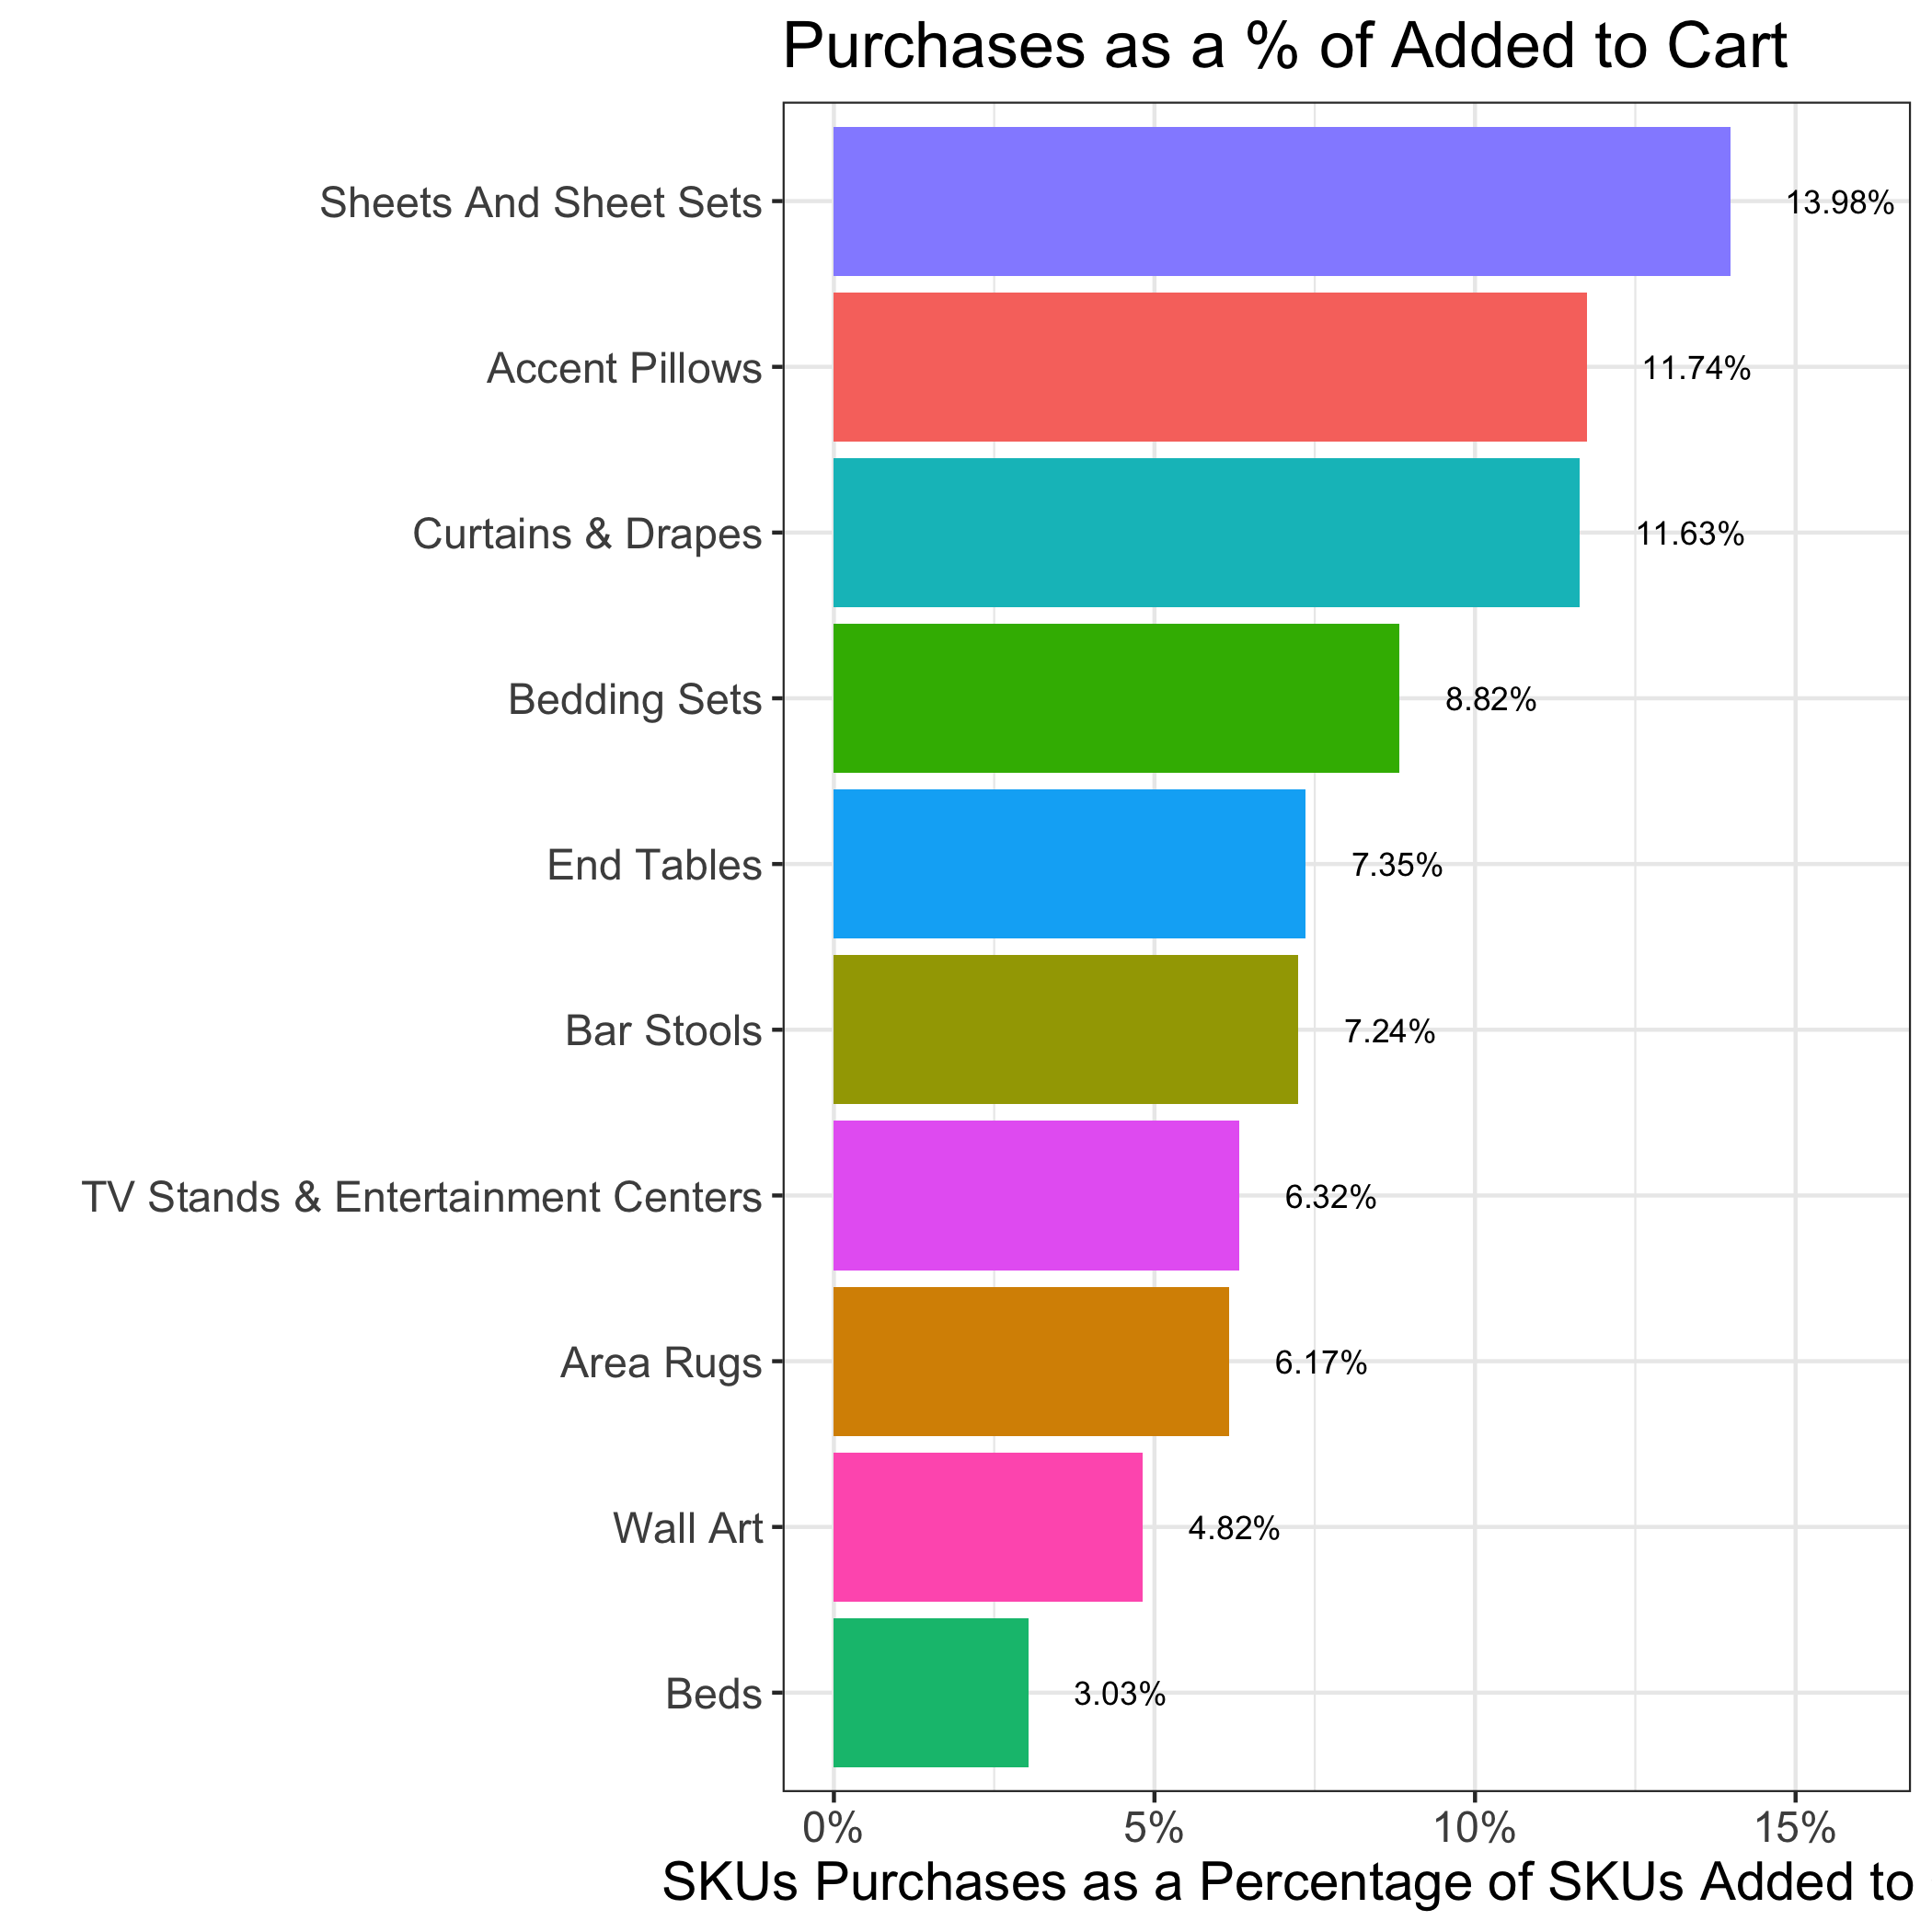 Purchases as a % of Added to Cart
Sheets And Sheet Sets
13.98%
Accent Pillows
11.74%
Curtains & Drapes
11.63%
Bedding Sets
8.82%
End Tables
7.35%
Bar Stools
7.24%
TV Stands & Entertainment Centers
6.32%
Area Rugs
6.17%
Wall Art
4.82%
Beds
3.03%
0% 5% 10% 15%
SKUs Purchases as a Percentage of SKUs Added to